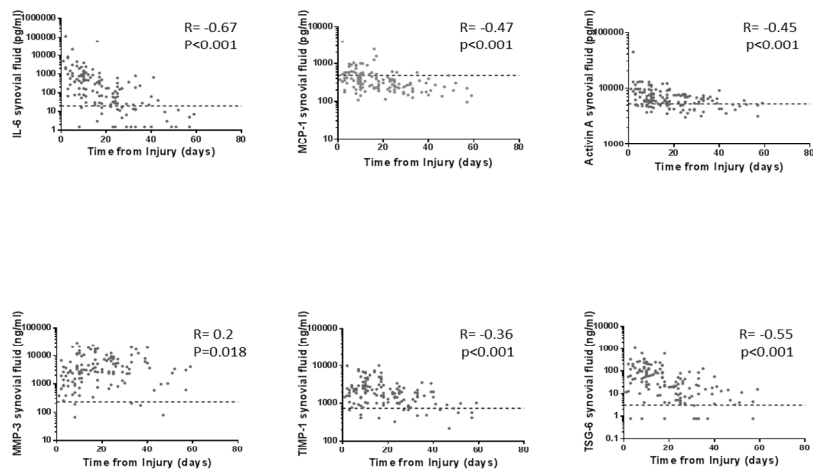 R= -0.67
P<0.001
IL-6 synovial fluid (pg/ml)
1000000
100000
10000
1000
100
10
1
0 20 40 60 80
Time from Injury (days)
R= -0.47
p<0.001
MCP-1 synovial fluid (pg/ml)
10000
1000
100
10
0 20 40 60 80
Time from Injury (days)
R= -0.45
p<0.001
Activin A synovial fluid (pg/ml)
100000
10000
1000
0 20 40 60 80
Time from Injury (days)
R= 0.2
P=0.018
MMP-3 synovial fluid (ng/ml)
100000
10000
1000
100
10
0 20 40 60 80
Time from Injury (days)
R= -0.36
p<0.001
TIMP-1 synovial fluid (ng/ml)
100000
10000
1000
100
0 20 40 60 80
Time from Injury (days)
R= -0.55
p<0.001
TSG-6 synovial fluid (ng/ml)
10000
1000
100
10
1
0.1
0 20 40 60 80
Time from Injury (days)